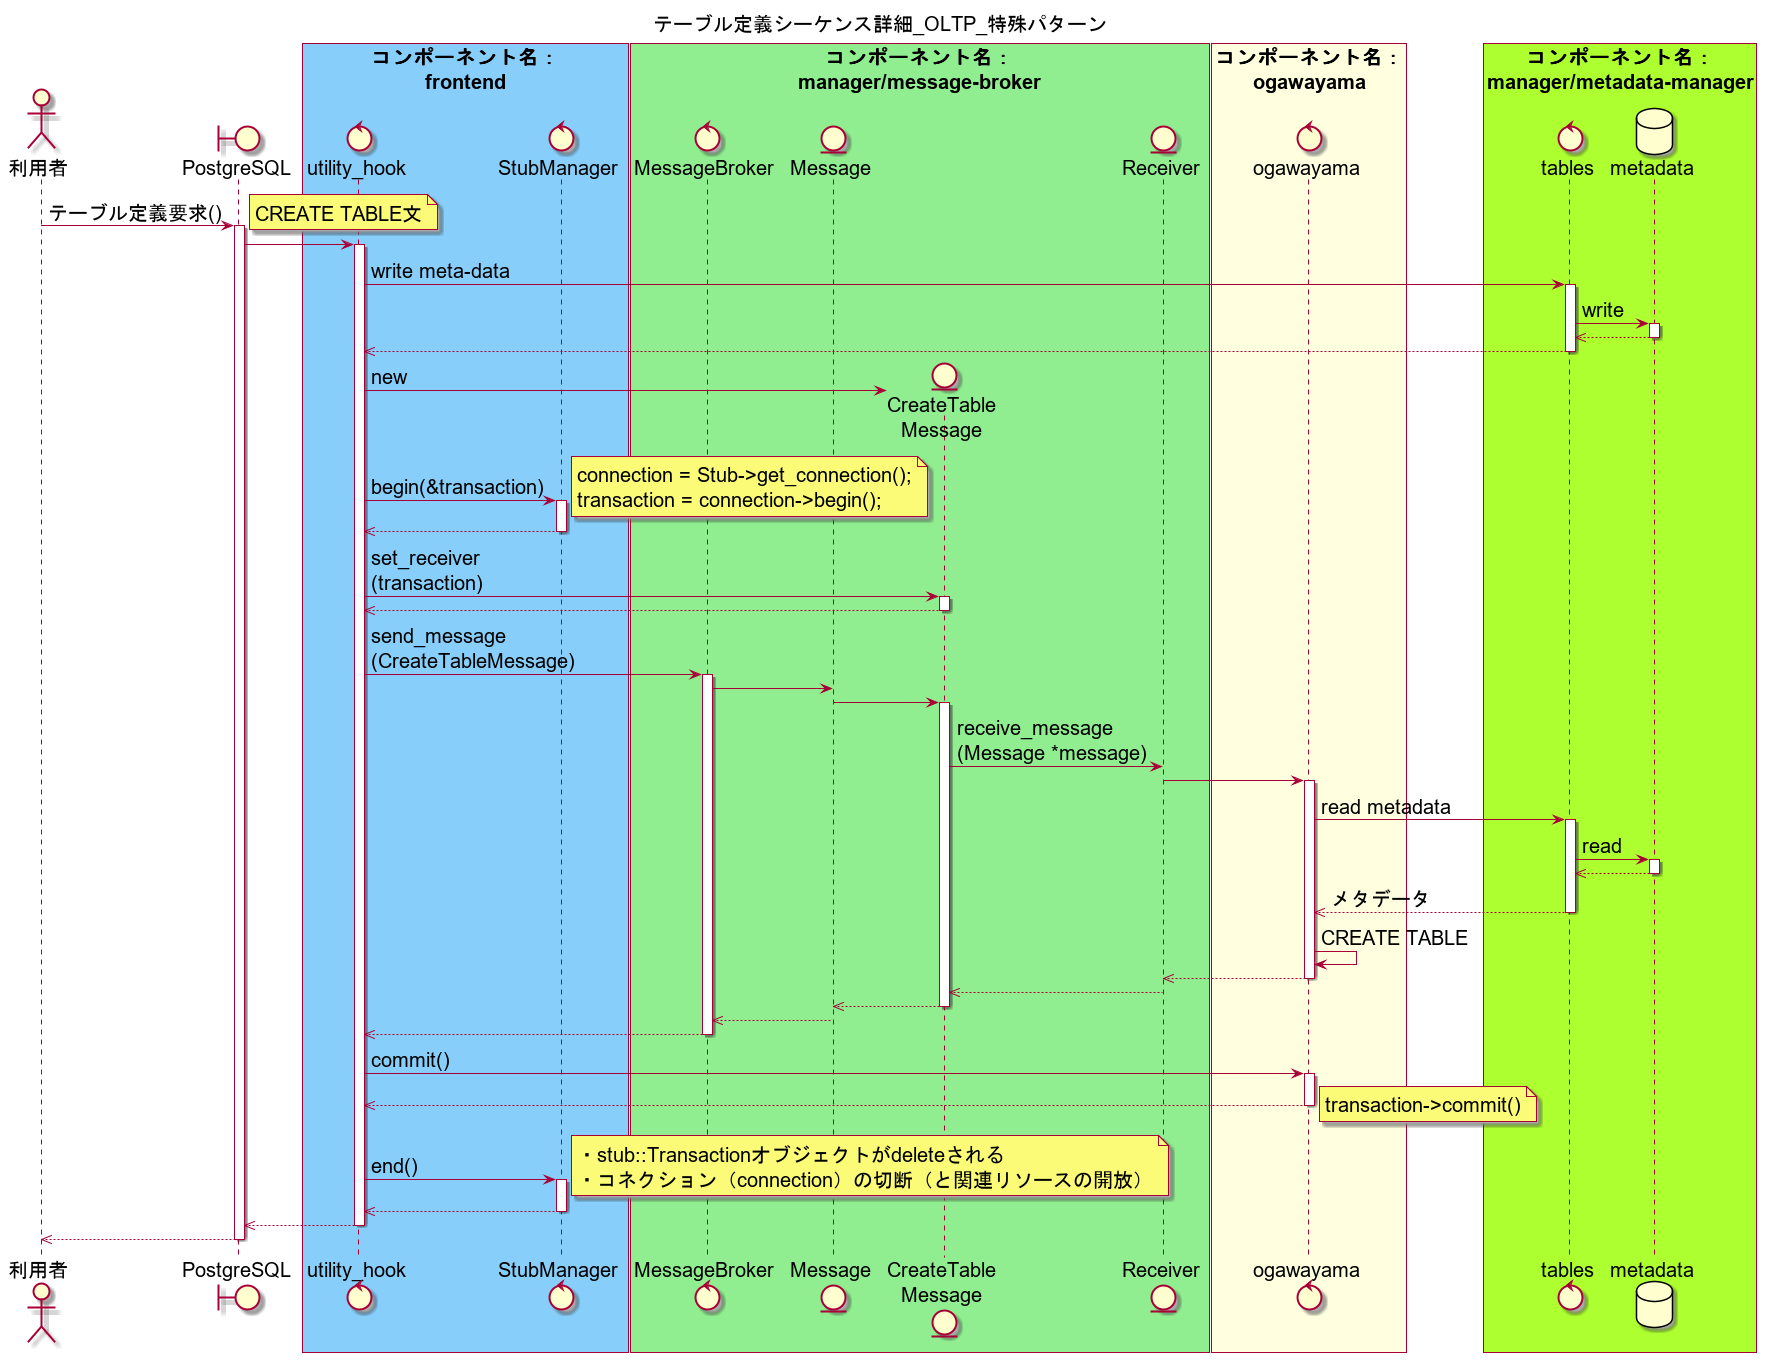 テーブル定義シーケンス詳細_OLTP_特殊パターン
コンポーネント名：
frontend
コンポーネント名：
manager/message-broker
コンポーネント名：
ogawayama
コンポーネント名：
manager/metadata-manager
利用者
PostgreSQL
utility_hook
StubManager
MessageBroker
Message
Receiver
ogawayama
tables
metadata
テーブル定義要求()
CREATE TABLE文
write meta-data
write
new
CreateTable
Message
connection = Stub->get_connection();
transaction = connection->begin();
begin(&transaction)
set_receiver
(transaction)
send_message
(CreateTableMessage)
receive_message
(Message *message)
read metadata
read
メタデータ
CREATE TABLE
commit()
transaction->commit()
・stub::Transactionオブジェクトがdeleteされる
・コネクション（connection）の切断（と関連リソースの開放）
end()
利用者
PostgreSQL
utility_hook
StubManager
MessageBroker
Message
CreateTable
Message
Receiver
ogawayama
tables
metadata